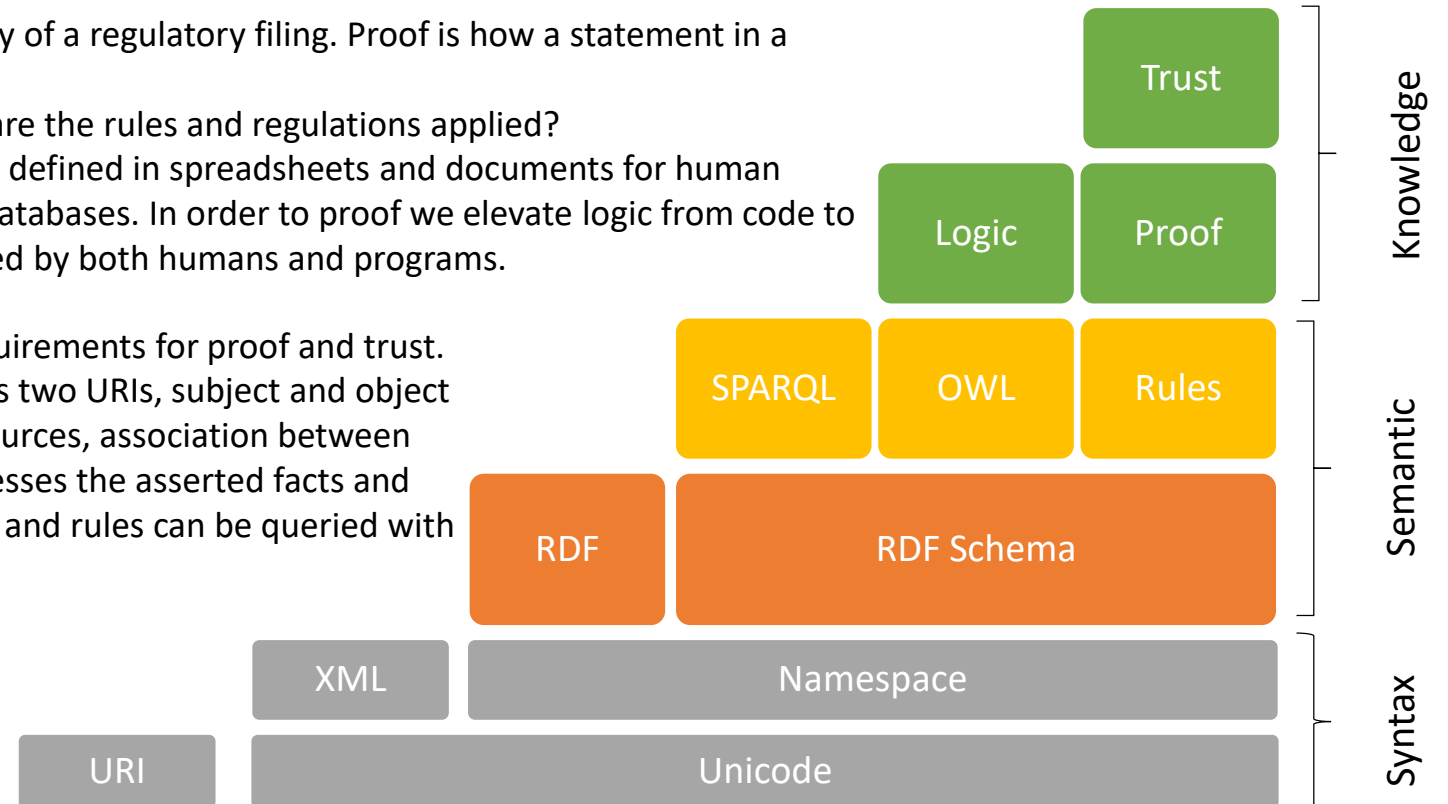 y of a regulatory filing. Proof is how a statement in a
are the rules and regulations applied?
defined in spreadsheets and documents for human
atabases. In order to proof we elevate logic from code to
ed by both humans and programs.
uirements for proof and trust.
s two URIs, subject and object
urces, association between
esses the asserted facts and
and rules can be queried with
Trust
Logic
Proof
Knowledge
SPARQL
OWL
Rules
RDF
RDF Schema
Semantic
XML
Namespace
URI
Unicode
Syntax